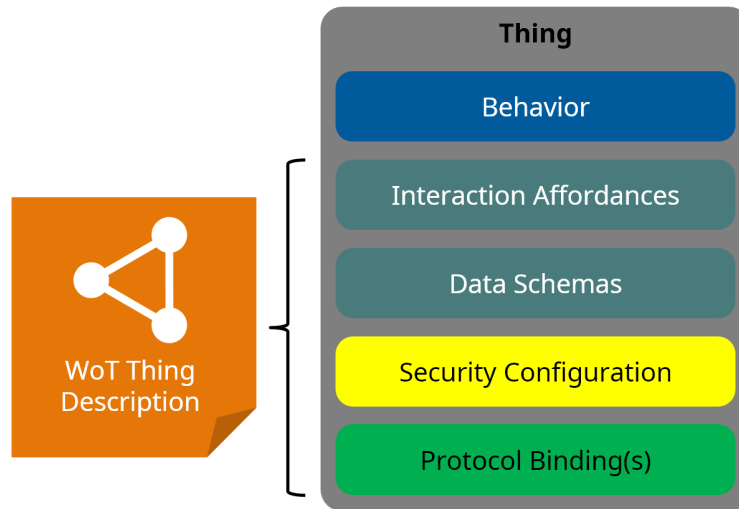 Thing
Behavior
Interaction Affordances
Data Schemas
Security Configuration
Protocol Binding(s)
WoT Thing
Description